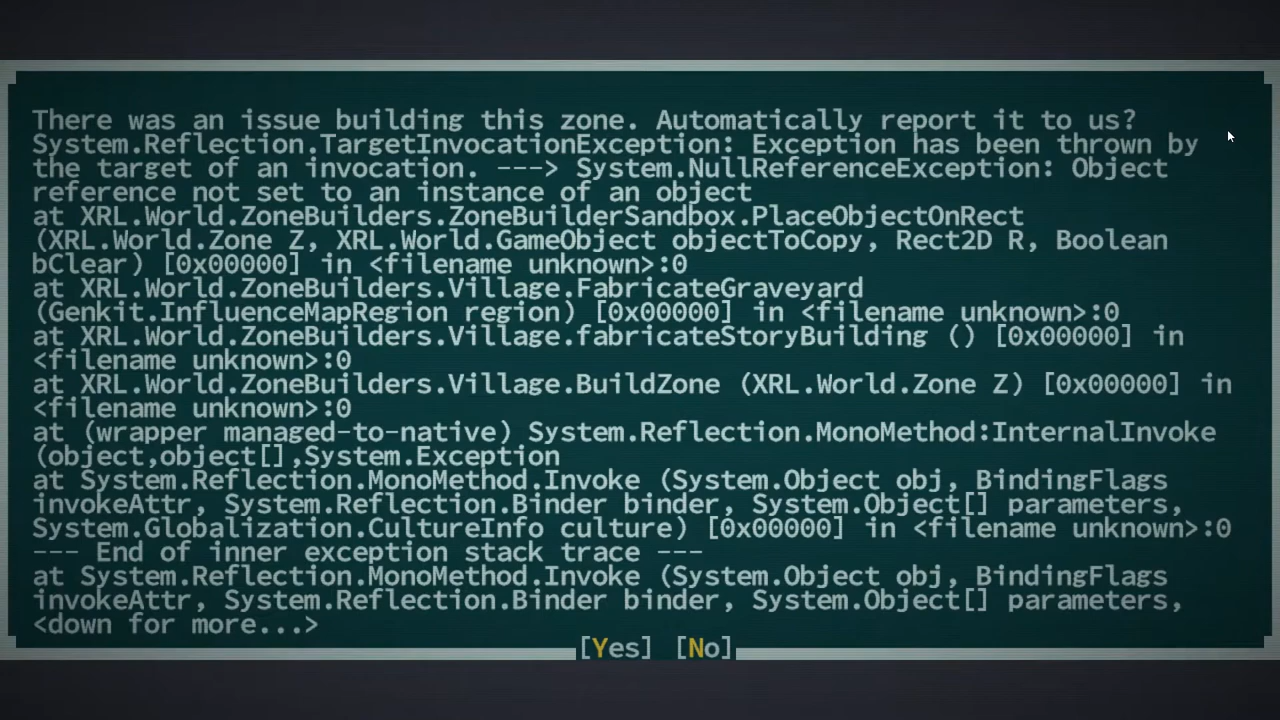 There was an issue building this zone. Automatically report it to us?
System.Reflection.TargetInvocationException: Exception has been thrown by
the target of an invocation. ---> System.NullReferenceException: Object
reference not set to an instance of an object
at XRL.World.ZoneBuilders.ZoneBuilderSandbox.PlaceObjectOnRect
(XRL.World.Zone Z, XRL.World.GameObject objectToCopy, Rect2D R, Boolean
bClear) [0x00000] in <filename unknown>:0
at XRL.World.ZoneBuilders.Village.FabricateGraveyard
(Genkit.InfluenceMapRegion region) [0x00000] in <filename unknown>:0
at XRL.World.ZoneBuilders.Village.fabricateStoryBuilding () [0x00000] in
<filename unknown>:0
at XRL.World.ZoneBuilders.Village.BuildZone (XRL.World.Zone Z) [0x00000] in
<filename unknown>:0
at (wrapper managed-to-native) System.Reflection.MonoMethod:InternalInvoke
(object,object[],System.Exception
at System.Reflection.MonoMethod.Invoke (System.Object obj, BindingFlags
invokeAttr, System.Reflection.Binder binder, System.Object[] parameters,
System.Globalization.CultureInfo culture) [0x00000] in <filename unknown>:0
--- End of inner exception stack trace ---
at System.Reflection.MonoMethod.Invoke (System.Object obj, BindingFlags
invokeAttr, System.Reflection.Binder binder, System.Object[] parameters,
<down for more...>
[Yes] [No]